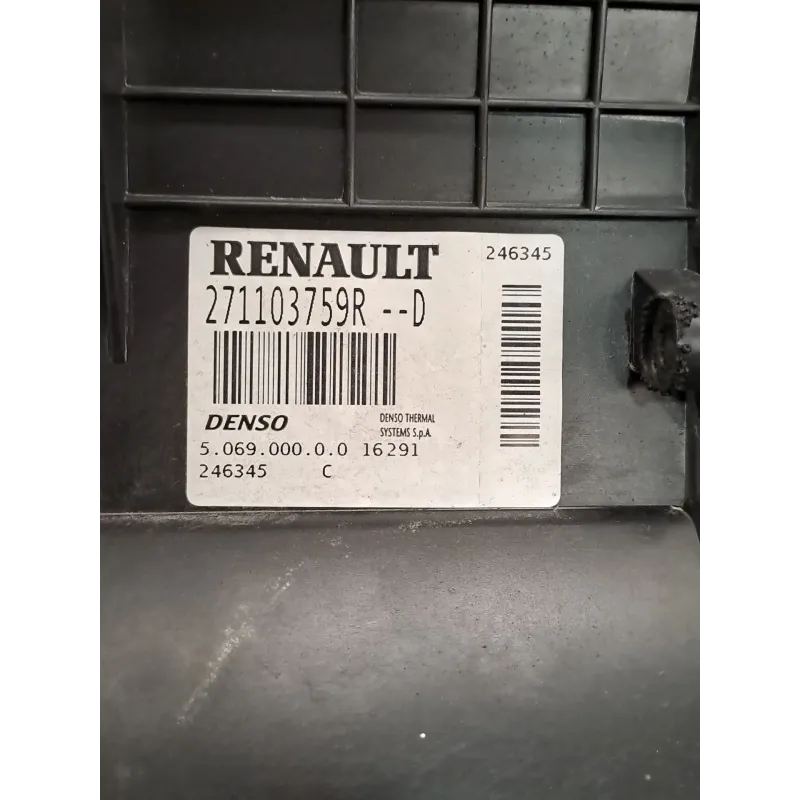 RENAULT
246345
271103759R --D
DENSO
DENSO THERMAL
SYSTEMS S.p.A.
5.069.000.0.0 16291
246345 C